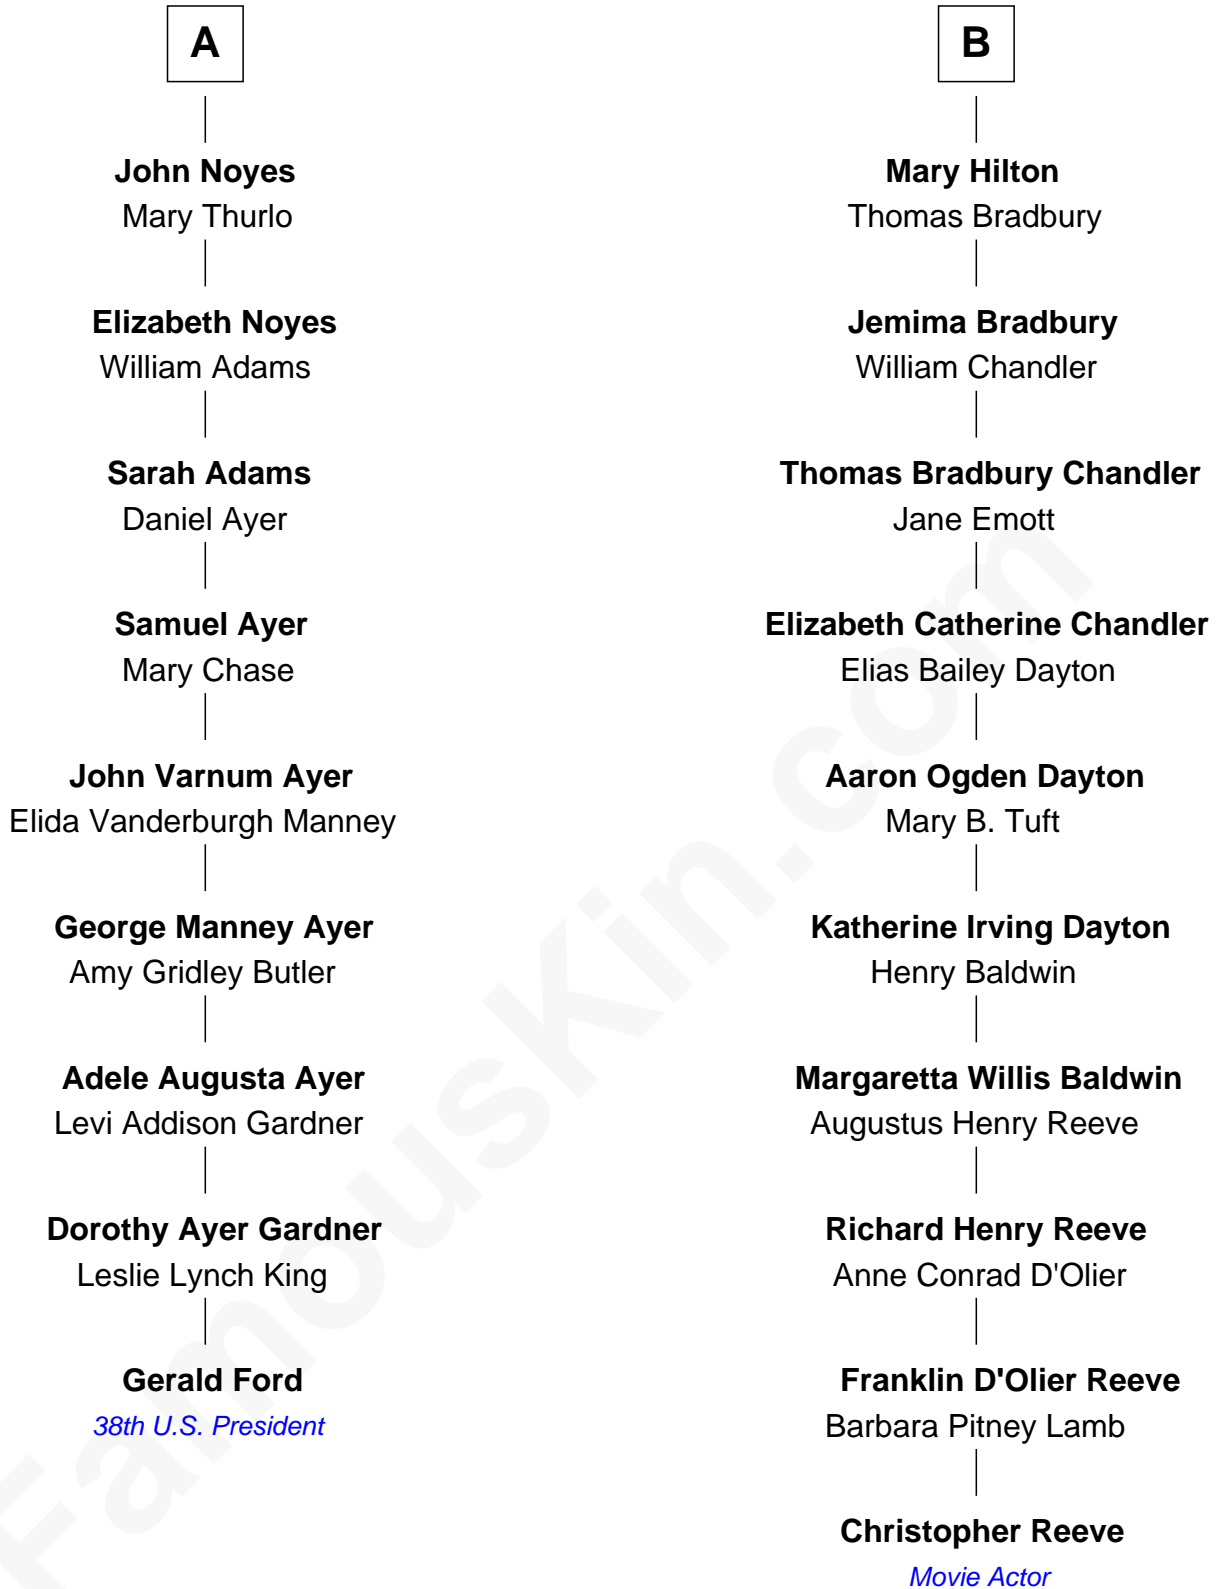 A
John Noyes
Mary Thurlo
Elizabeth Noyes
William Adams
Sarah Adams
Daniel Ayer
Samuel Ayer
Mary Chase
John Varnum Ayer
Elida Vanderburgh Manney
George Manney Ayer
Amy Gridley Butler
Adele Augusta Ayer
Levi Addison Gardner
Dorothy Ayer Gardner
Leslie Lynch King
Gerald Ford
38th U.S. President
B
Mary Hilton
Thomas Bradbury
Jemima Bradbury
William Chandler
Thomas Bradbury Chandler
Jane Emott
Elizabeth Catherine Chandler
Elias Bailey Dayton
Aaron Ogden Dayton
Mary B. Tuft
Katherine Irving Dayton
Henry Baldwin
Margaretta Willis Baldwin
Augustus Henry Reeve
Richard Henry Reeve
Anne Conrad D'Olier
Franklin D'Olier Reeve
Barbara Pitney Lamb
Christopher Reeve
Movie Actor
FamousKin.com